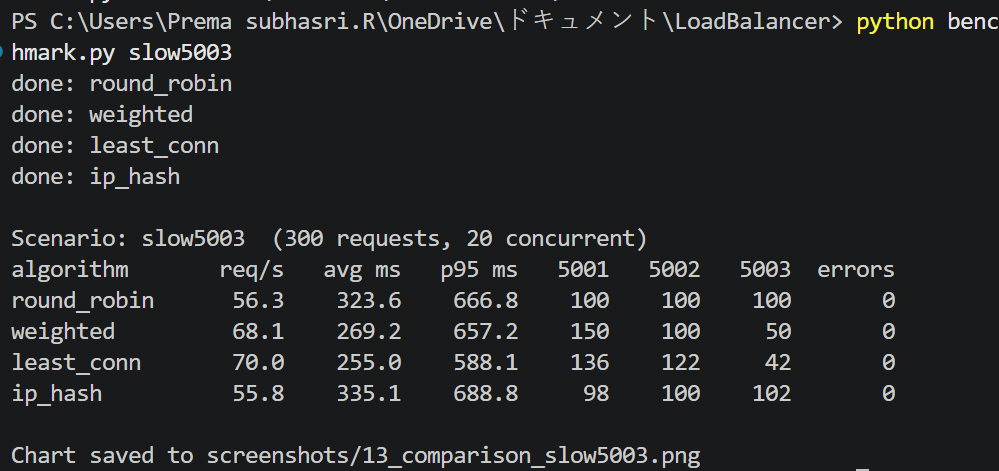 PS C:\Users\Prema subhasri.R\OneDrive\ドキュメント\LoadBalancer> python benc
hmark.py slow5003
done: round_robin
done: weighted
done: least_conn
done: ip_hash
Scenario: slow5003  (300 requests, 20 concurrent)
algorithm       req/s   avg ms   p95 ms   5001   5002   5003  errors
round_robin      56.3    323.6    666.8    100    100    100       0
weighted         68.1    269.2    657.2    150    100     50       0
least_conn       70.0    255.0    588.1    136    122     42       0
ip_hash          55.8    335.1    688.8     98    100    102       0
Chart saved to screenshots/13_comparison_slow5003.png